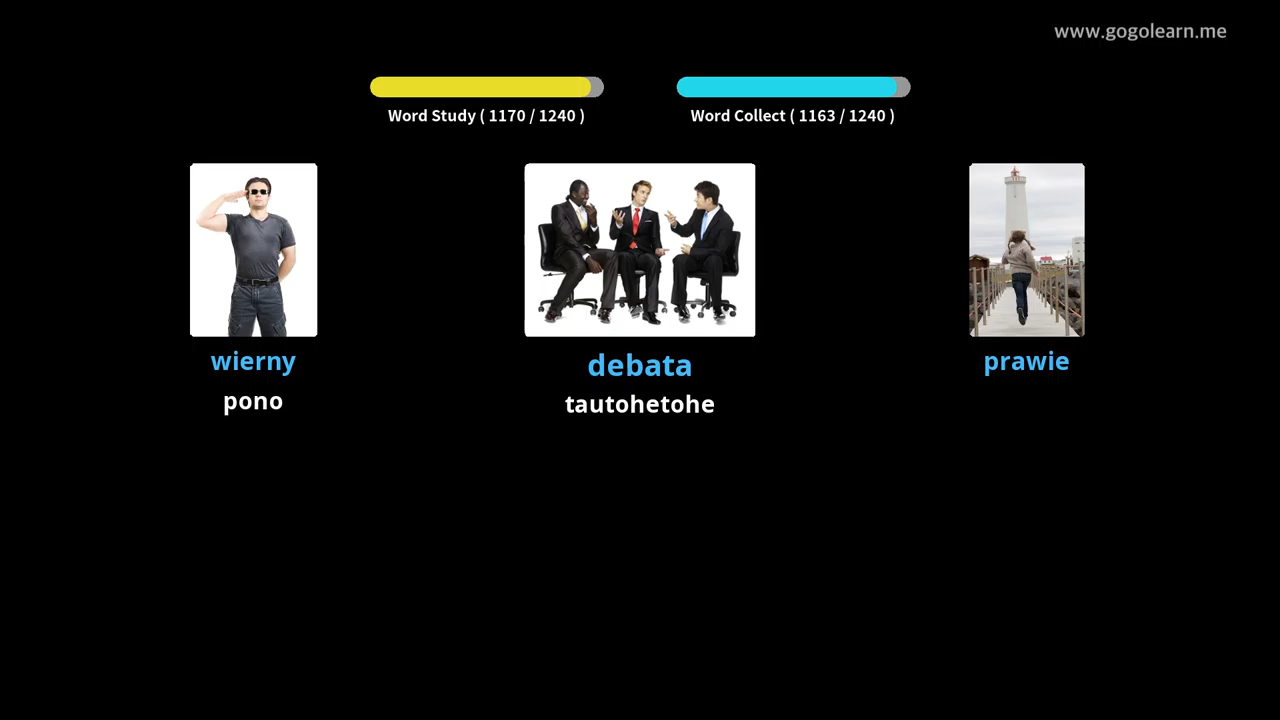 www.gogolearn.me
Word Study ( 1170 / 1240 )
Word Collect ( 1163 / 1240 )
wierny
pono
debata
tautohetohe
prawie